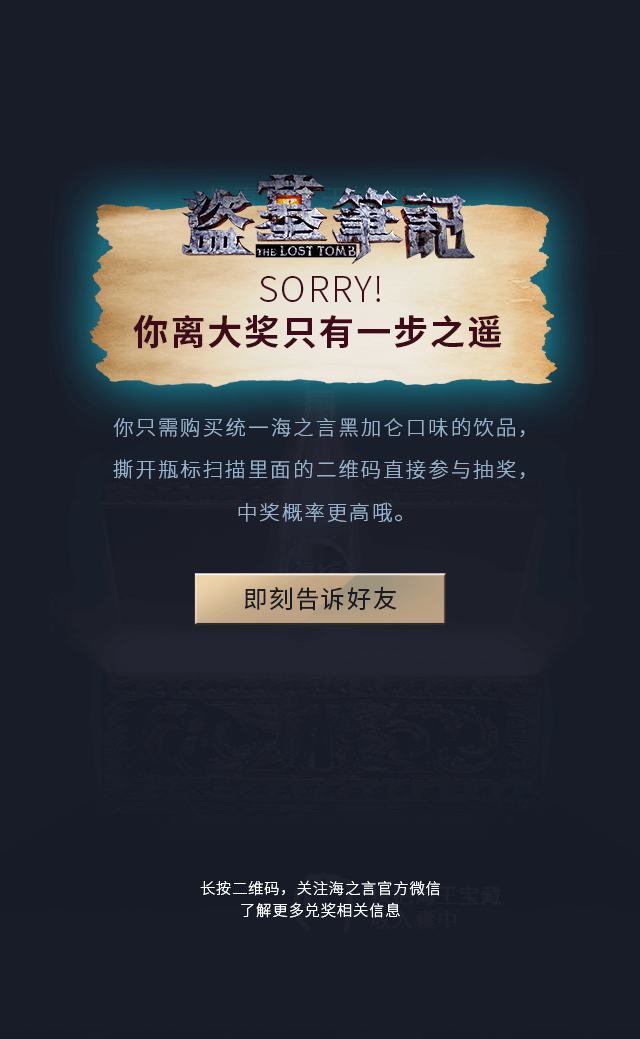 盗墓筆記
THE LOST TOMB
SORRY!
你离大奖只有一步之遥
你只需购买统一海之言黑加仑口味的饮品，
撕开瓶标扫描里面的二维码直接参与抽奖，
中奖概率更高哦。
即刻告诉好友
长按二维码，关注海之言官方微信
了解更多兑奖相关信息